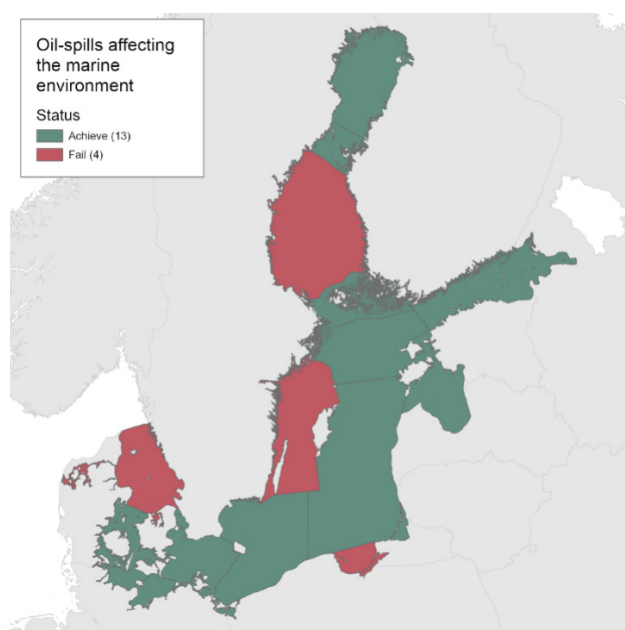 Oil-spills affecting
the marine
environment
Status
Achieve (13)
Fail (4)